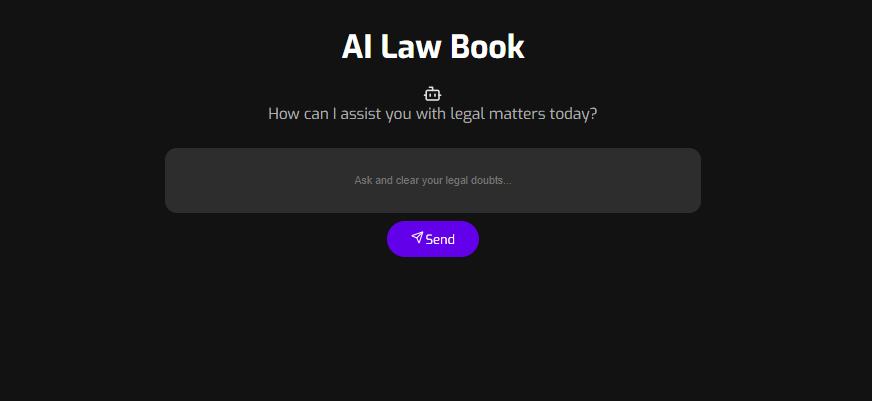 AI Law Book
How can I assist you with legal matters today?
Ask and clear your legal doubts...
Send